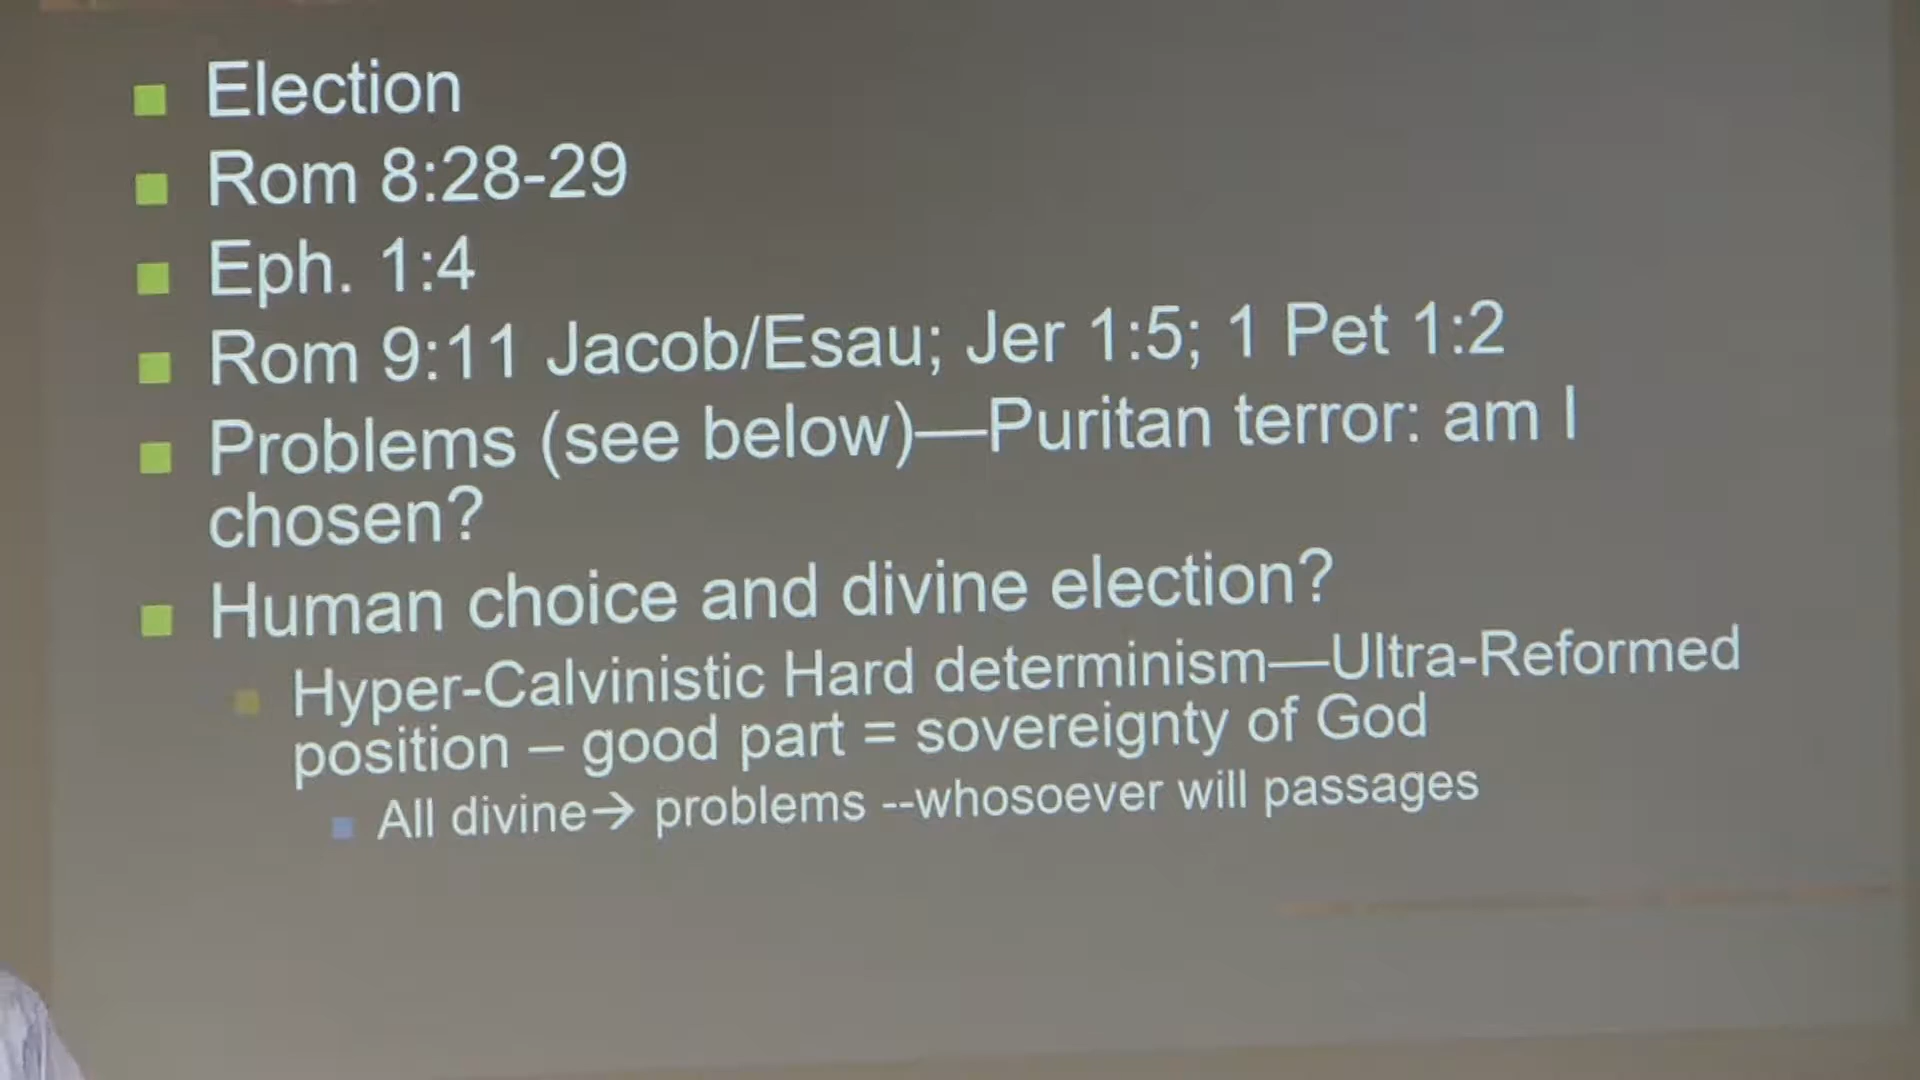 Election
Rom 8:28-29
Eph. 1:4
Rom 9:11 Jacob/Esau; Jer 1:5; 1 Pet 1:2
Problems (see below)—Puritan terror: am I
chosen?
Human choice and divine election?
Hyper-Calvinistic Hard determinism—Ultra-Reformed
position – good part = sovereignty of God
All divine→ problems --whosoever will passages